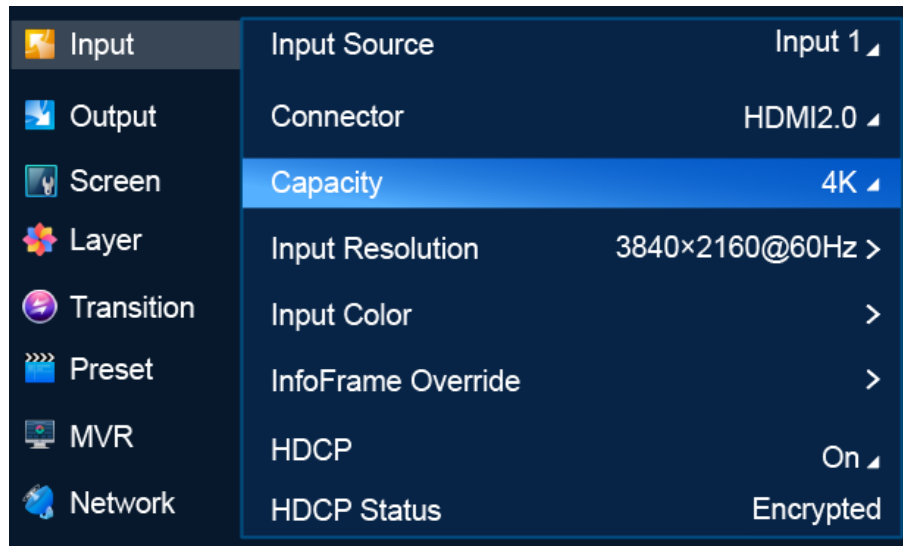 Input
Input Source Input 1
Output
Connector HDMI2.0
Screen
Capacity 4K
Layer
Input Resolution 3840×2160@60Hz >
Transition
Input Color >
Preset
InfoFrame Override >
MVR
HDCP On
Network
HDCP Status Encrypted